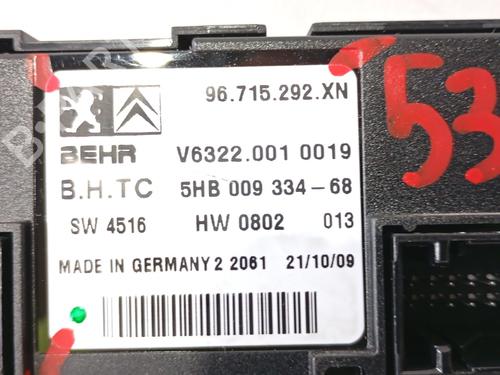 96.715.292.XN
BEHR V6322.001 0019
B.H.TC 5HB 009 334-68
SW 4516 HW 0802 013
MADE IN GERMANY 2 2061 21/10/09
53